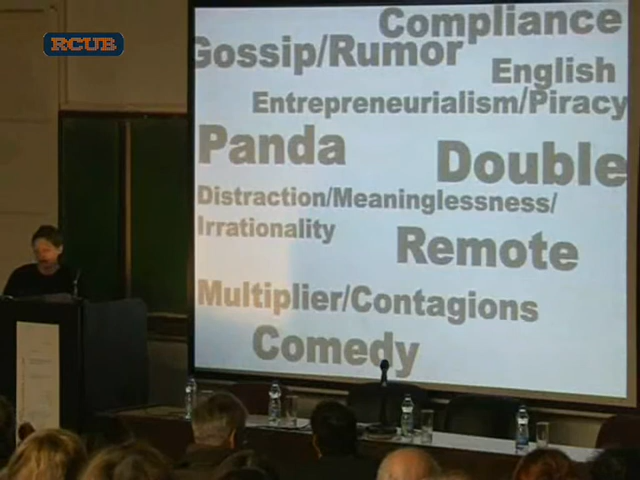 RCUB
Compliance
Gossip/Rumor
English
Entrepreneurialism/Piracy
Panda
Double
Distraction/Meaninglessness/
Irrationality
Remote
Multiplier/Contagions
Comedy